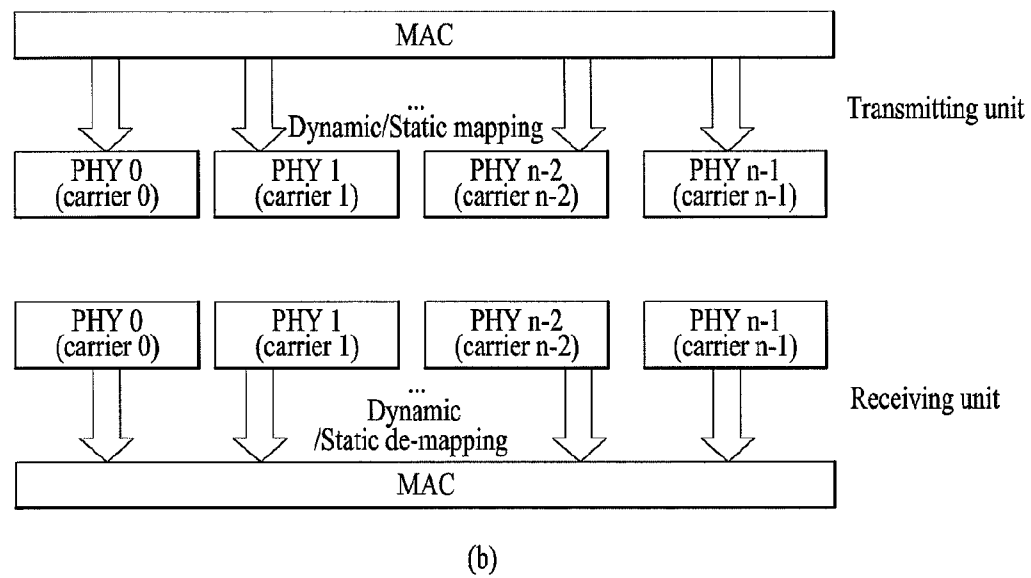 MAC
Transmitting unit
...
Dynamic/Static mapping
PHY 0
(carrier 0)
PHY 1
(carrier 1)
PHY n-2
(carrier n-2)
PHY n-1
(carrier n-1)
PHY 0
(carrier 0)
PHY 1
(carrier 1)
PHY n-2
(carrier n-2)
PHY n-1
(carrier n-1)
...
Dynamic
/Static de-mapping
Receiving unit
MAC
(b)